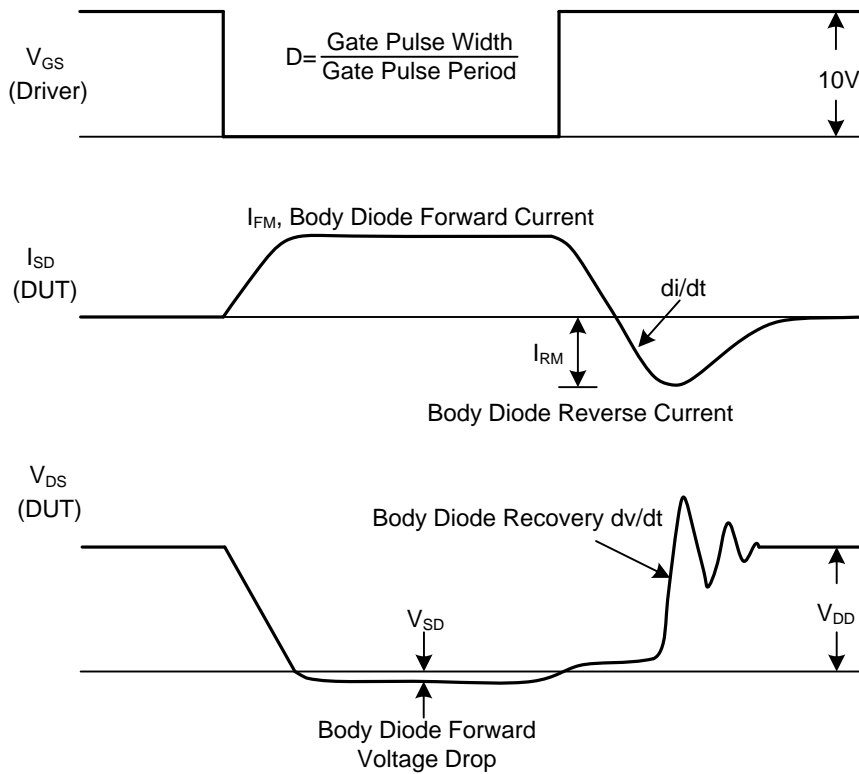 V_GS
(Driver)
D= Gate Pulse Width
Gate Pulse Period
10V
I_FM, Body Diode Forward Current
I_SD
(DUT)
di/dt
I_RM
Body Diode Reverse Current
V_DS
(DUT)
Body Diode Recovery dv/dt
V_SD
V_DD
Body Diode Forward
Voltage Drop